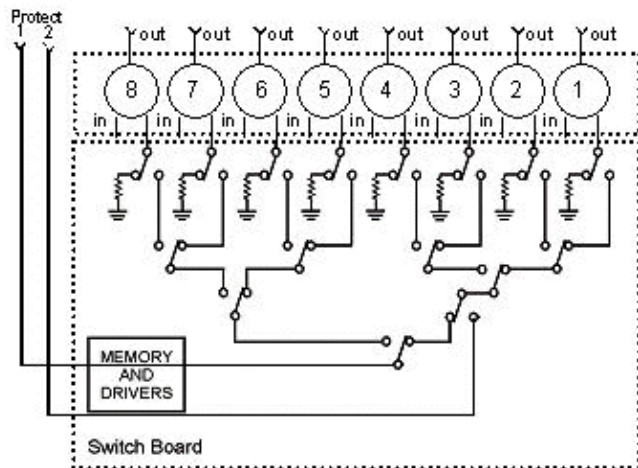 Protect
1 2
out out out out out out out out
8 7 6 5 4 3 2 1
in in in in in in in in
MEMORY
AND
DRIVERS
Switch Board